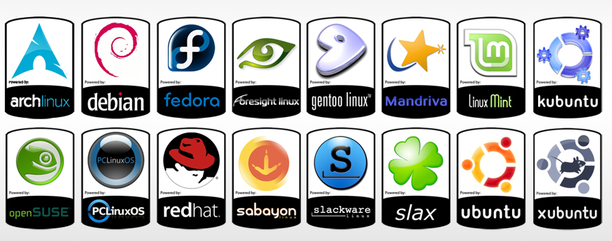 Powered by:
archlinux
Powered by:
debian
Powered by:
fedora
Powered by:
foresight linux
Powered by:
gentoo linux™
Powered by:
Mandriva
Powered by:
Linux Mint
Powered by:
kubuntu
Powered by:
openSUSE
PCLinuxOS
Powered by:
PCLinuxOS
Powered by:
redhat.
Powered by:
sabayon
linux
S
Powered by:
slackware
linux
Powered by:
slax
Powered by:
ubuntu
Powered by:
xubuntu